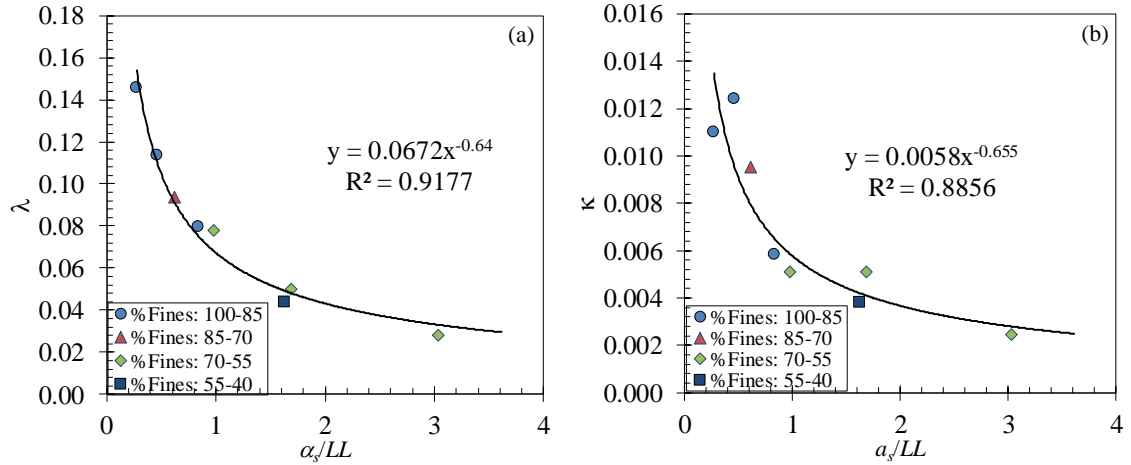 (a)
0.18
0.16
0.14
0.12
0.10
0.08
0.06
0.04
0.02
0.00
λ
y = 0.0672x^-0.64
R² = 0.9177
%Fines: 100-85
%Fines: 85-70
%Fines: 70-55
%Fines: 55-40
0 1 2 3 4
α_s/LL
(b)
0.016
0.014
0.012
0.010
0.008
0.006
0.004
0.002
0.000
κ
y = 0.0058x^-0.655
R² = 0.8856
%Fines: 100-85
%Fines: 85-70
%Fines: 70-55
%Fines: 55-40
0 1 2 3 4
a_s/LL